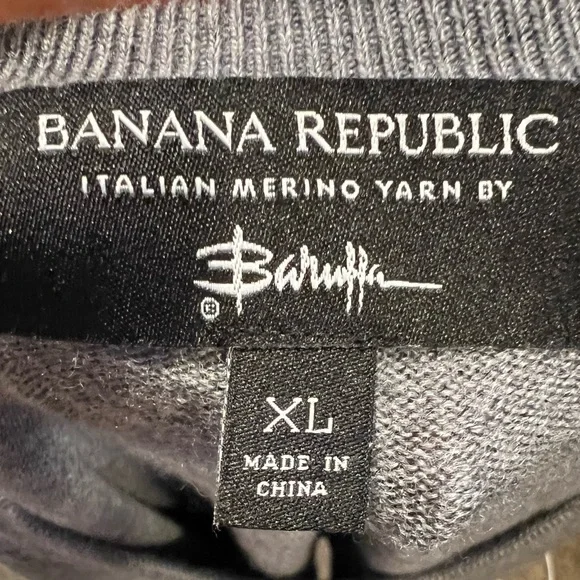 BANANA REPUBLIC
ITALIAN MERINO YARN BY
Baruffa
®
XL
MADE IN
CHINA